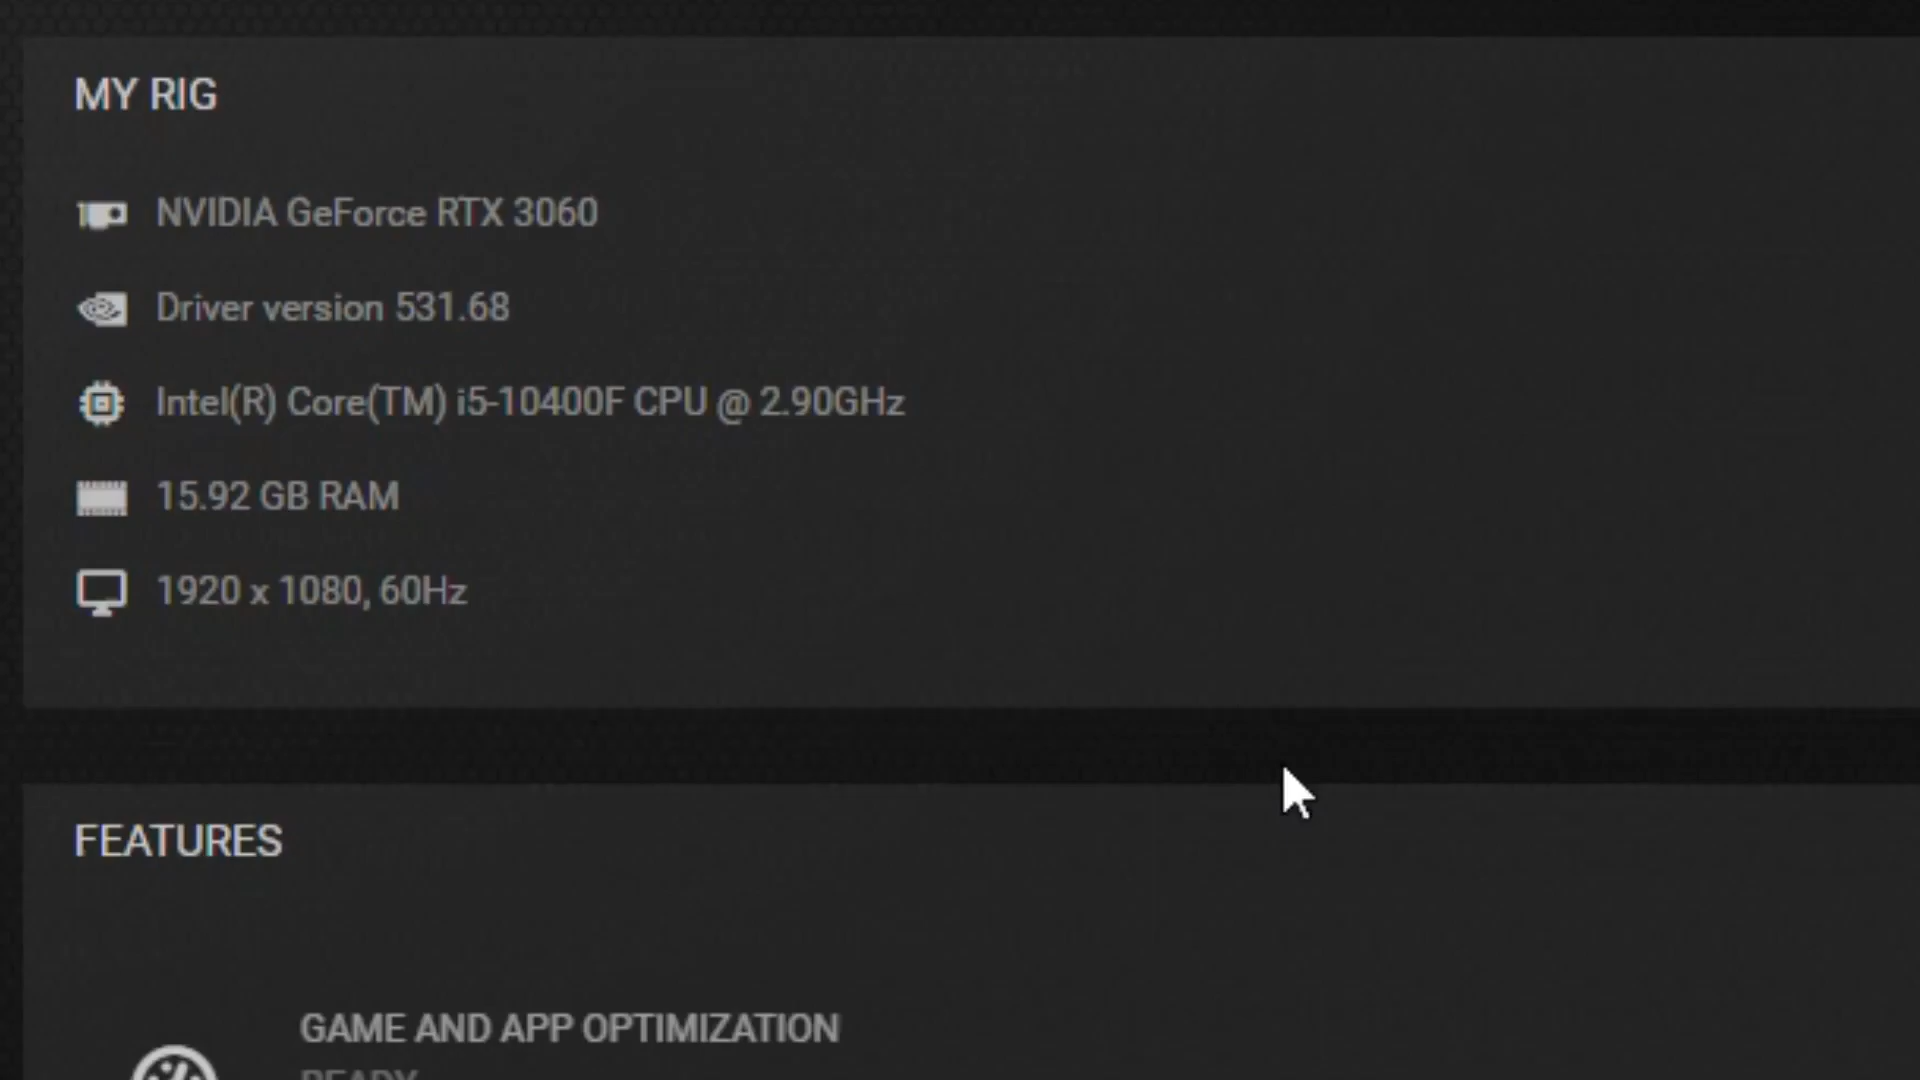 MY RIG
NVIDIA GeForce RTX 3060
Driver version 531.68
Intel(R) Core(TM) i5-10400F CPU @ 2.90GHz
15.92 GB RAM
1920 x 1080, 60Hz
FEATURES
GAME AND APP OPTIMIZATION
READY